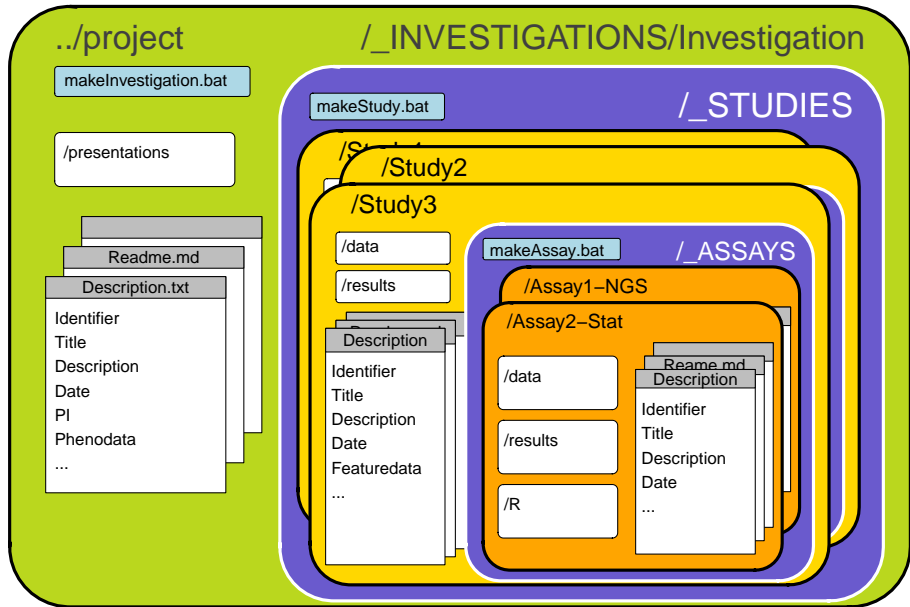 ../project
/_INVESTIGATIONS/Investigation
makeInvestigation.bat
/presentations
Readme.md
Description.txt
Identifier
Title
Description
Date
PI
Phenodata
...
makeStudy.bat
/_STUDIES
/Study2
/Study3
/data
/results
Description
Identifier
Title
Description
Date
Featuredata
...
makeAssay.bat
/_ASSAYS
/Assay1–NGS
/Assay2–Stat
/data
/results
/R
Reame.md
Description
Identifier
Title
Description
Date
...